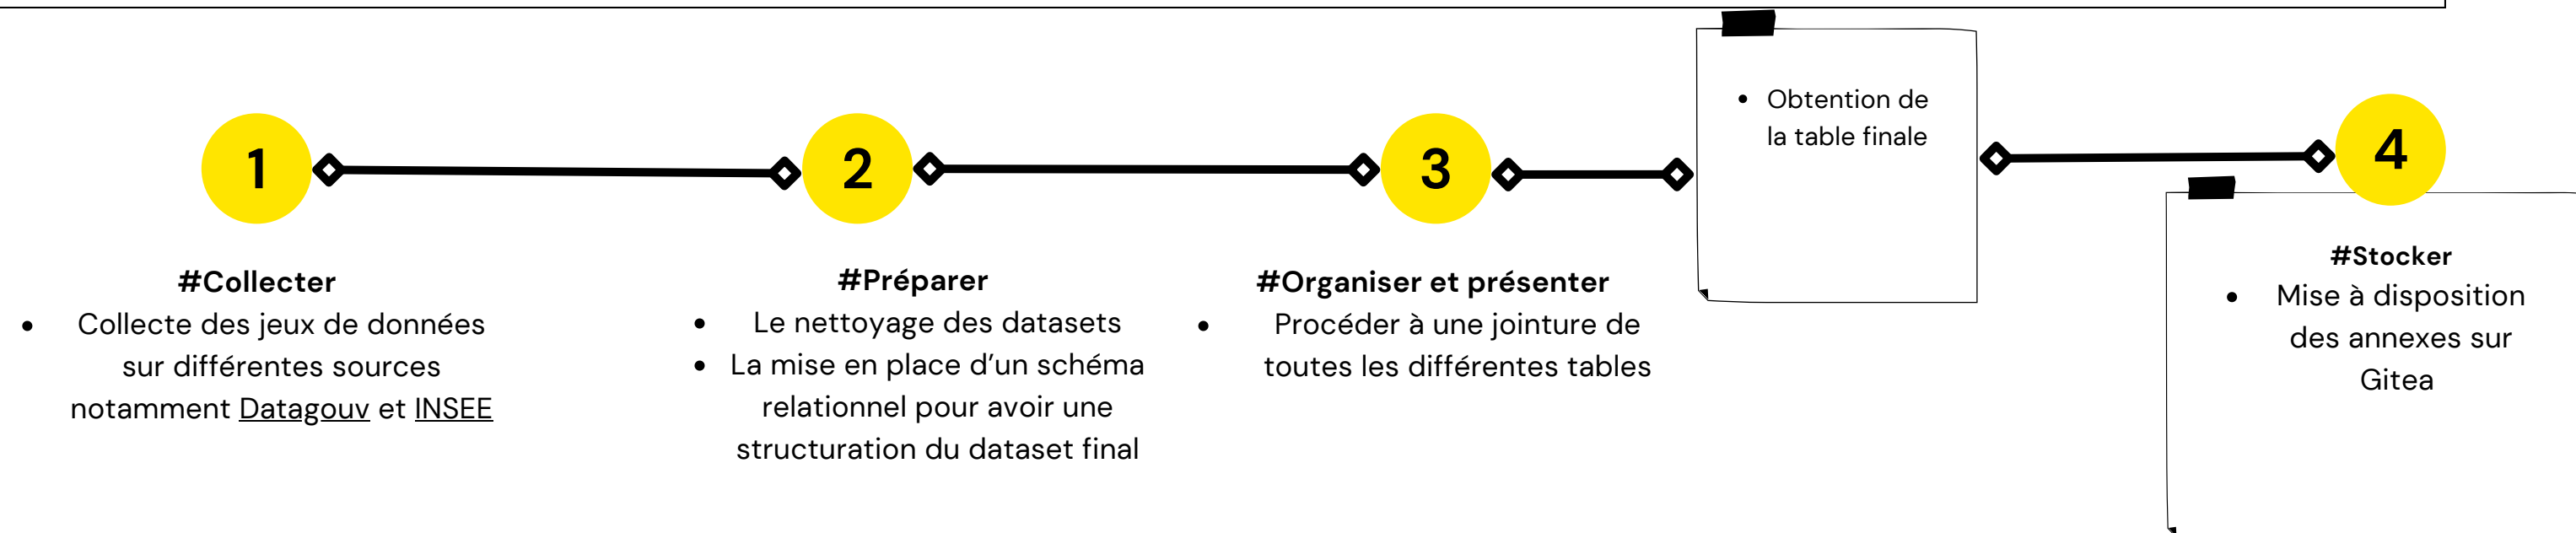 1
#Collecter
Collecte des jeux de données
sur différentes sources
notamment Datagouv et INSEE
2
#Préparer
Le nettoyage des datasets
La mise en place d’un schéma
relationnel pour avoir une
structuration du dataset final
3
#Organiser et présenter
Procéder à une jointure de
toutes les différentes tables
Obtention de
la table finale
4
#Stocker
Mise à disposition
des annexes sur
Gitea